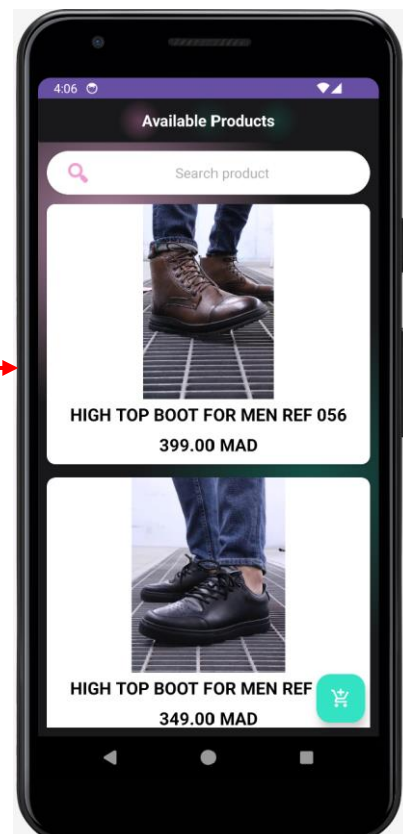 4:06
Available Products
Search product
HIGH TOP BOOT FOR MEN REF 056
399.00 MAD
HIGH TOP BOOT FOR MEN REF
349.00 MAD